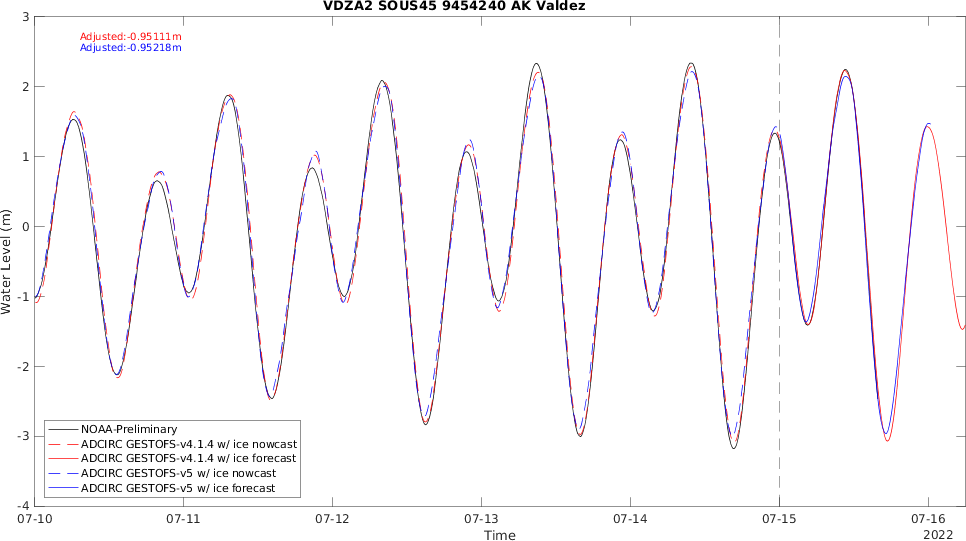 VDZA2 SOUS45 9454240 AK Valdez
Adjusted:-0.95111m
Adjusted:-0.95218m
3
2
1
0
-1
-2
-3
-4
Water Level (m)
NOAA-Preliminary
ADCIRC GESTOFS-v4.1.4 w/ ice nowcast
ADCIRC GESTOFS-v4.1.4 w/ ice forecast
ADCIRC GESTOFS-v5 w/ ice nowcast
ADCIRC GESTOFS-v5 w/ ice forecast
07-10 07-11 07-12 07-13 07-14 07-15 07-16
Time
2022